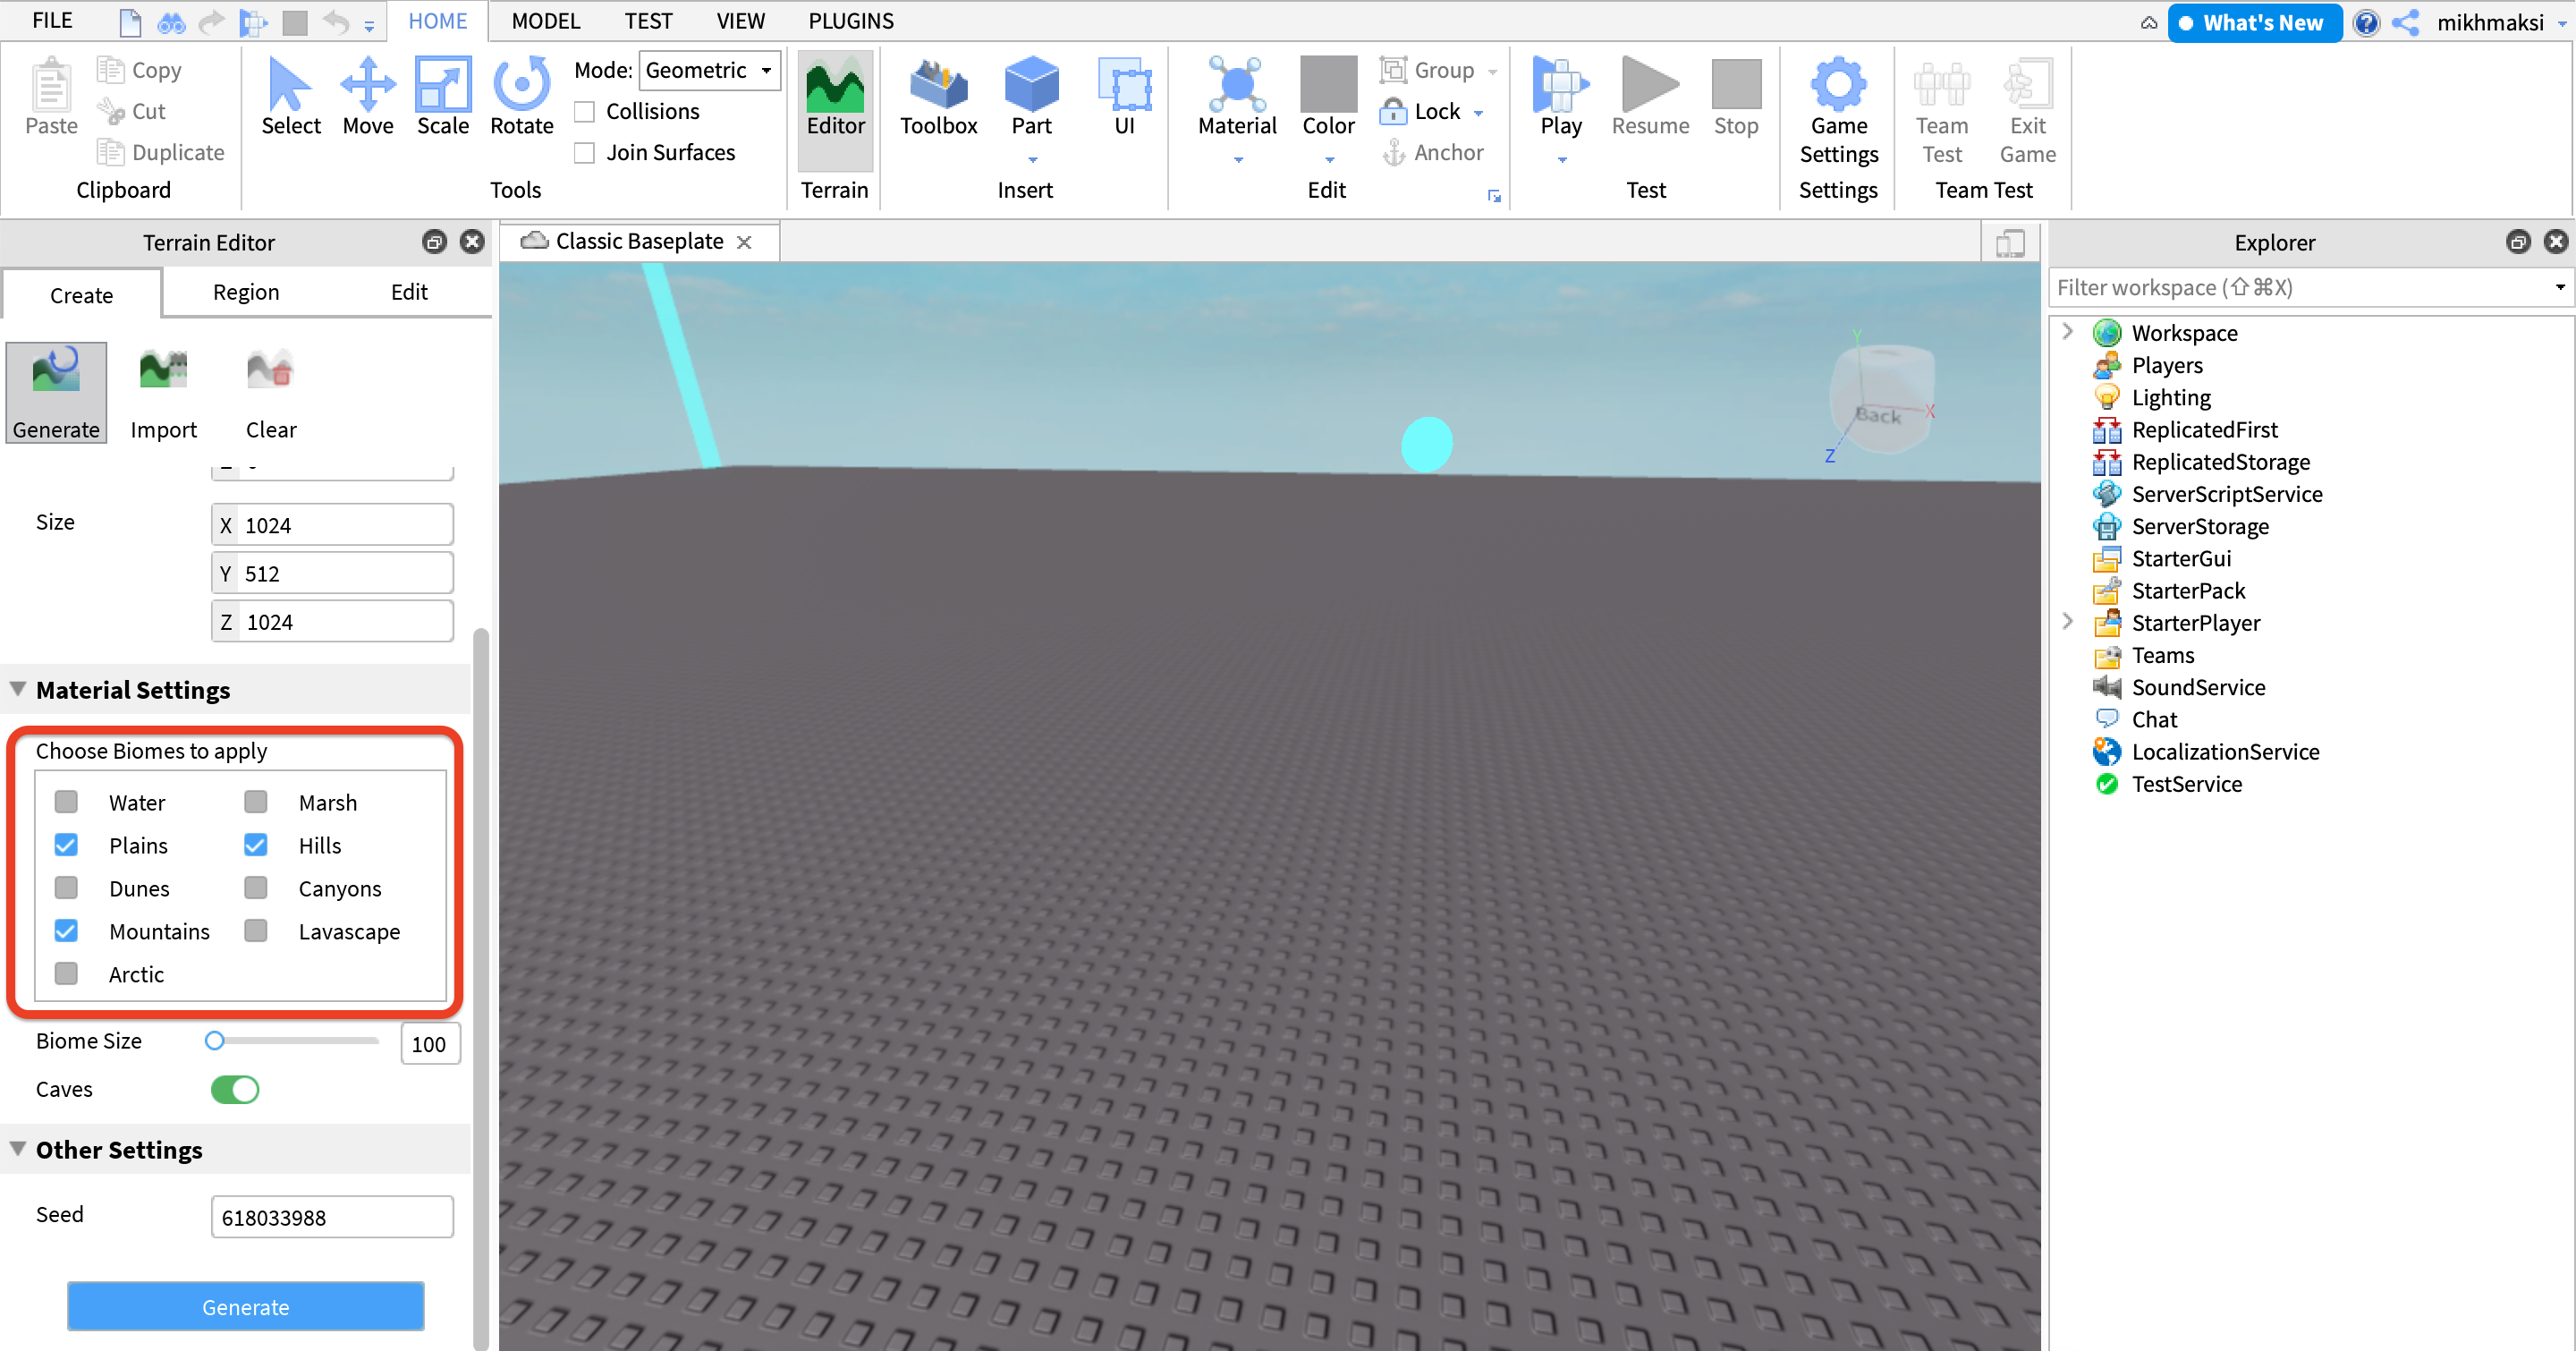 FILE HOME MODEL TEST VIEW PLUGINS What's New mikhmaksi
Paste Copy Cut Duplicate
Clipboard
Select Move Scale Rotate Mode: Geometric
Collisions
Join Surfaces
Tools
Editor
Terrain
Toolbox Part UI
Insert
Material Color Group
Lock
Anchor
Edit
Play Resume Stop
Test
Game Settings
Settings
Team Test
Exit Game
Team Test
Terrain Editor
Create Region Edit
Generate Import Clear
Size X 1024
Y 512
Z 1024
Material Settings
Choose Biomes to apply
Water Marsh
Plains Hills
Dunes Canyons
Mountains Lavascape
Arctic
Biome Size 100
Caves
Other Settings
Seed 618033988
Generate
Classic Baseplate
Y
Back
X
Z
Explorer
Filter workspace (⇧⌘X)
Workspace
Players
Lighting
ReplicatedFirst
ReplicatedStorage
ServerScriptService
ServerStorage
StarterGui
StarterPack
StarterPlayer
Teams
SoundService
Chat
LocalizationService
TestService